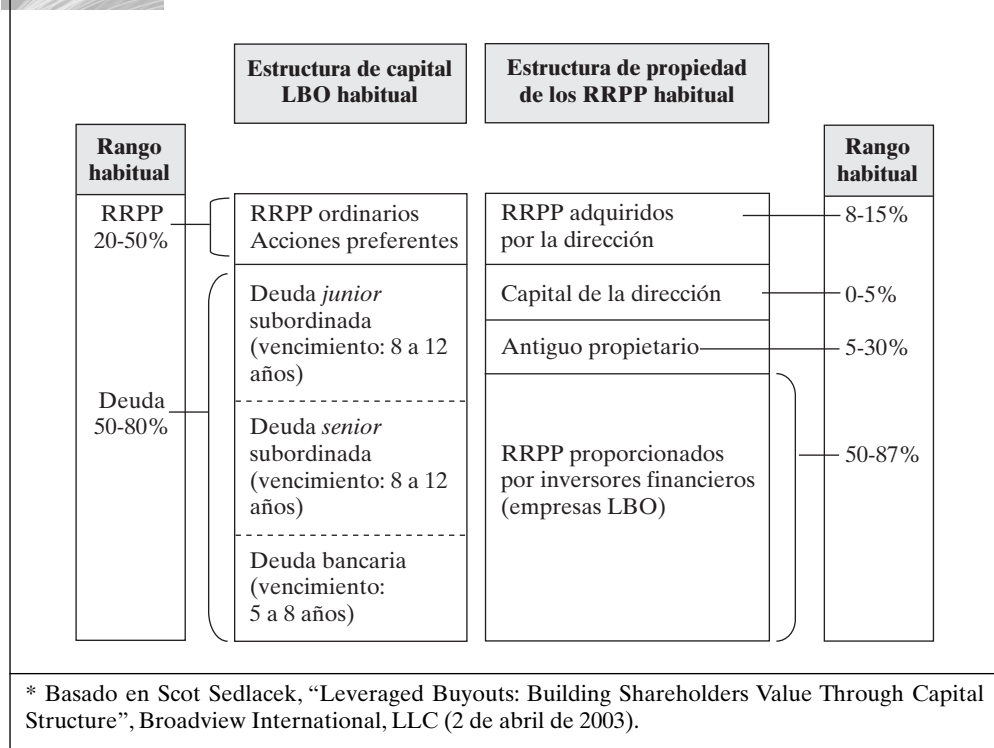 Estructura de capital
LBO habitual
Estructura de propiedad
de los RRPP habitual
Rango
habitual
RRPP
20-50%
Deuda
50-80%
RRPP ordinarios
Acciones preferentes
Deuda junior
subordinada
(vencimiento: 8 a 12
años)
Deuda senior
subordinada
(vencimiento: 8 a 12
años)
Deuda bancaria
(vencimiento:
5 a 8 años)
RRPP adquiridos
por la dirección
Capital de la dirección
Antiguo propietario
RRPP proporcionados
por inversores financieros
(empresas LBO)
Rango
habitual
8-15%
0-5%
5-30%
50-87%
* Basado en Scot Sedlacek, “Leveraged Buyouts: Building Shareholders Value Through Capital
Structure”, Broadview International, LLC (2 de abril de 2003).